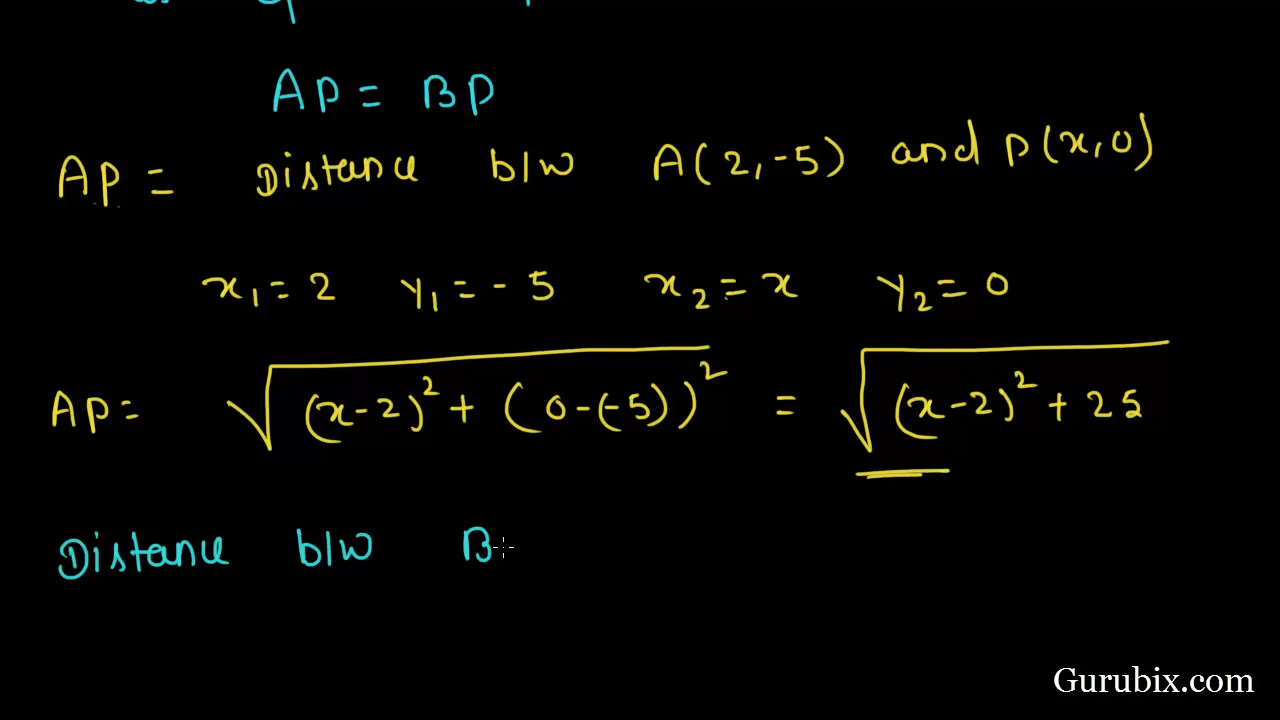 AP = BP
AP = Distance b/w A(2,-5) and P(x,0)
x₁ = 2 y₁ = -5 x₂ = x y₂ = 0
AP = √((x-2)² + (0-(-5))²) = √((x-2)² + 25)
Distance b/w B
Gurubix.com